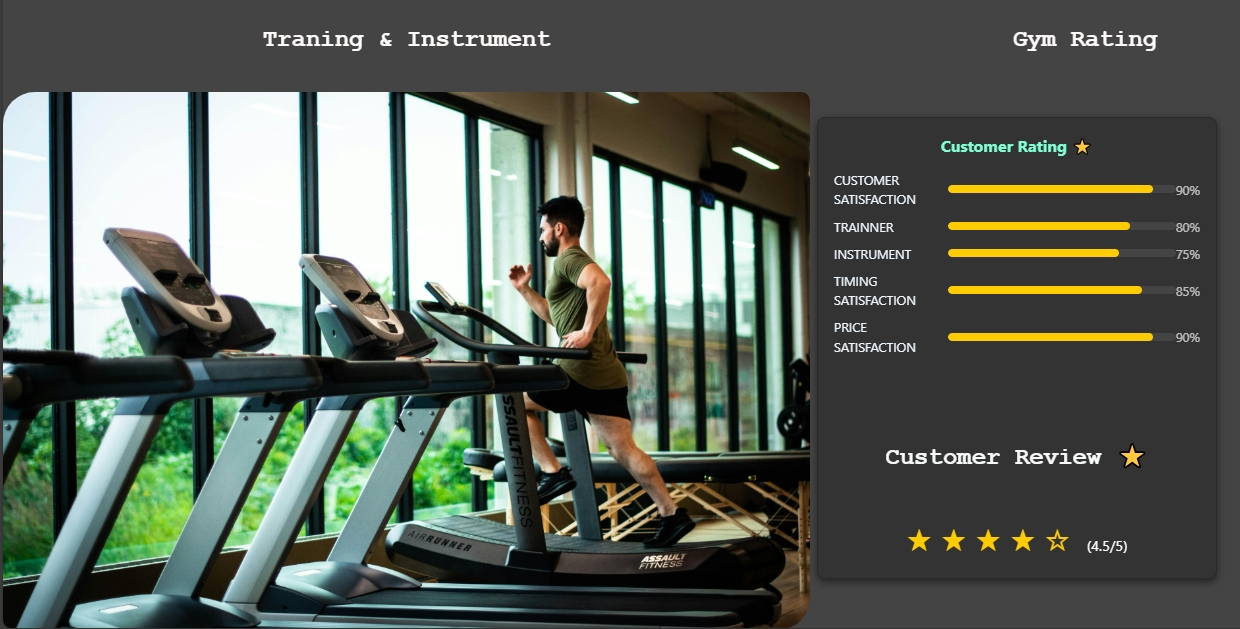 Traning & Instrument
Gym Rating
Customer Rating
CUSTOMER
SATISFACTION
90%
TRAINNER
80%
INSTRUMENT
75%
TIMING
SATISFACTION
85%
PRICE
SATISFACTION
90%
Customer Review
(4.5/5)
ASSAULT FITNESS
AIRRUNNER
ASSAULT
FITNESS